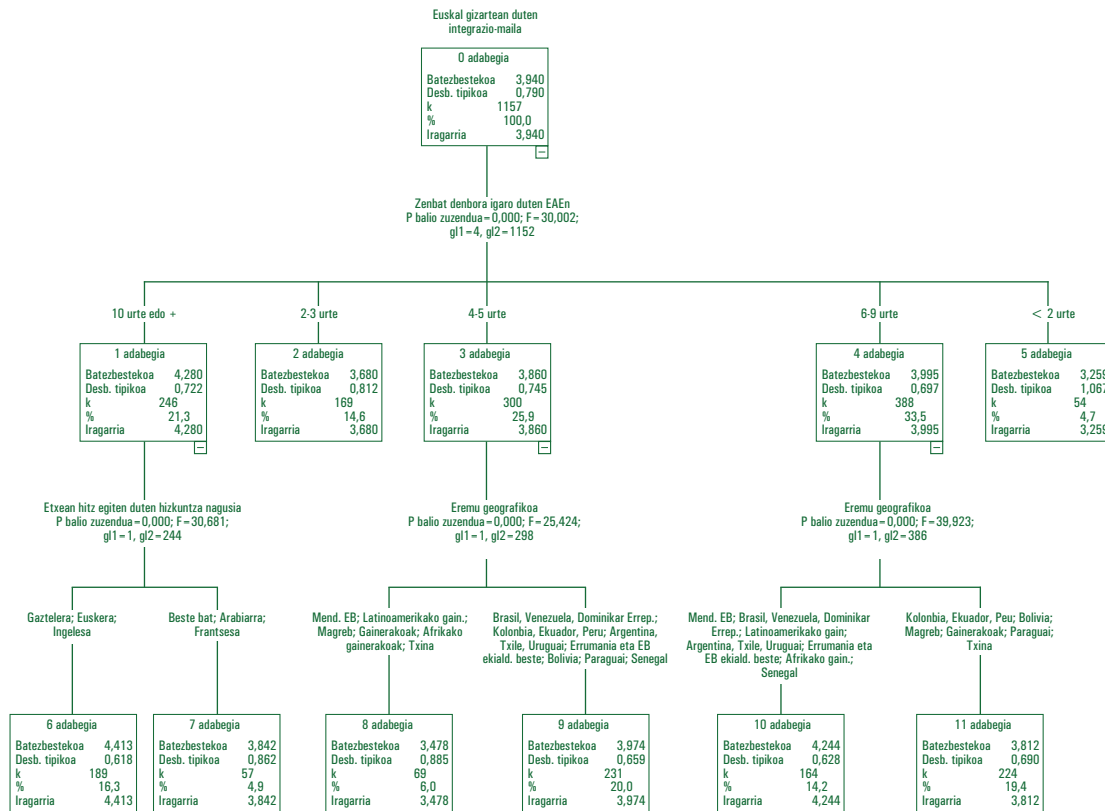 Euskal gizartean duten
integrazio-maila
0 adabegia
Batezbestekoa 3,940
Desb. tipikoa 0,790
k 1157
% 100,0
Iragarria 3,940
Zenbat denbora igaro duten EAEn
P balio zuzendua=0,000; F=30,002;
gl1=4, gl2=1152
10 urte edo +
2-3 urte
4-5 urte
6-9 urte
< 2 urte
1 adabegia
Batezbestekoa 4,280
Desb. tipikoa 0,722
k 246
% 21,3
Iragarria 4,280
2 adabegia
Batezbestekoa 3,680
Desb. tipikoa 0,812
k 169
% 14,6
Iragarria 3,680
3 adabegia
Batezbestekoa 3,860
Desb. tipikoa 0,745
k 300
% 25,9
Iragarria 3,860
4 adabegia
Batezbestekoa 3,995
Desb. tipikoa 0,697
k 388
% 33,5
Iragarria 3,995
5 adabegia
Batezbestekoa 3,259
Desb. tipikoa 1,067
k 54
% 4,7
Iragarria 3,259
Etxean hitz egiten duten hizkuntza nagusia
P balio zuzendua=0,000; F=30,681;
gl1=1, gl2=244
Eremu geografikoa
P balio zuzendua=0,000; F=25,424;
gl1=1, gl2=298
Eremu geografikoa
P balio zuzendua=0,000; F=39,923;
gl1=1, gl2=386
Gaztelera; Euskera;
Ingelesa
Beste bat; Arabiarra;
Frantsesa
Mend. EB; Latinoamerikako gain.;
Magreb; Gainerakoak; Afrikako
gainerakoak; Txina
Brasil, Venezuela, Dominikar Errep.;
Kolonbia, Ekuador, Peru; Argentina,
Txile, Uruguai; Errumania eta EB
ekiald. beste; Bolivia; Paraguai; Senegal
Mend. EB; Brasil, Venezuela, Dominikar
Errep.; Latinoamerikako gain;
Argentina, Txile, Uruguai; Errumania eta
EB ekiald. beste; Afrikako gain.;
Senegal
Kolonbia, Ekuador, Peu; Bolivia;
Magreb; Gainerakoak; Paraguai;
Txina
6 adabegia
Batezbestekoa 4,413
Desb. tipikoa 0,618
k 189
% 16,3
Iragarria 4,413
7 adabegia
Batezbestekoa 3,842
Desb. tipikoa 0,862
k 57
% 4,9
Iragarria 3,842
8 adabegia
Batezbestekoa 3,478
Desb. tipikoa 0,885
k 69
% 6,0
Iragarria 3,478
9 adabegia
Batezbestekoa 3,974
Desb. tipikoa 0,659
k 231
% 20,0
Iragarria 3,974
10 adabegia
Batezbestekoa 4,244
Desb. tipikoa 0,628
k 164
% 14,2
Iragarria 4,244
11 adabegia
Batezbestekoa 3,812
Desb. tipikoa 0,690
k 224
% 19,4
Iragarria 3,812